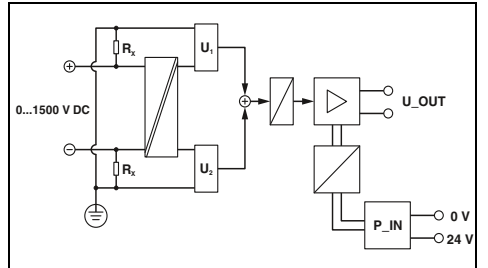 Rx
U1
+
0...1500 V DC
+
U_OUT
−
Rx
U2
P_IN
0 V
24 V